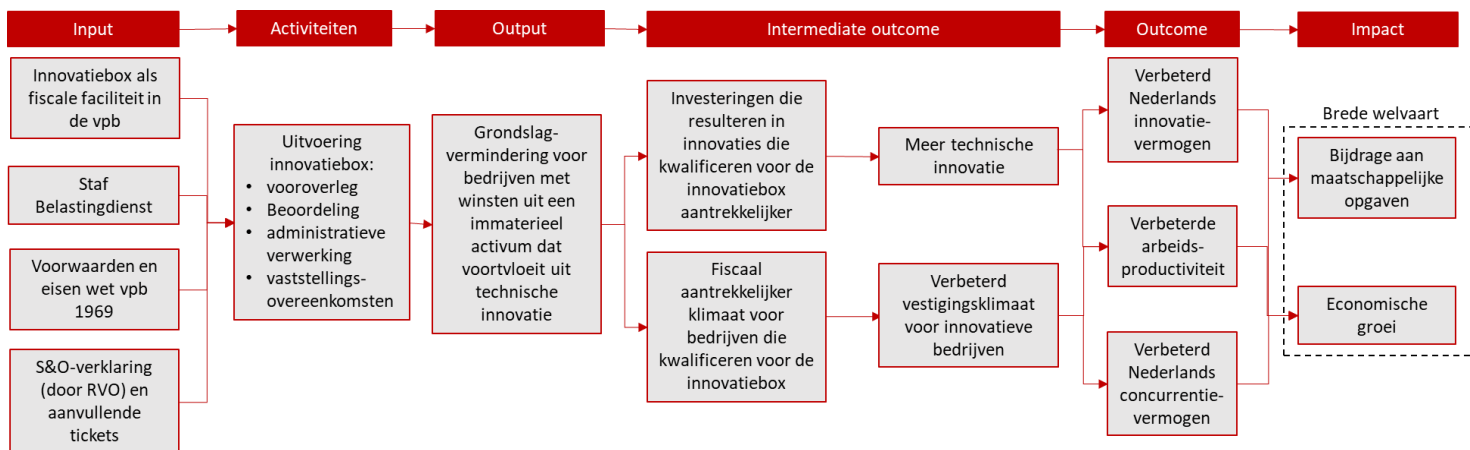 Input
Activiteiten
Output
Intermediate outcome
Outcome
Impact
Innovatiebox als
fiscale faciliteit in
de vpb
Staf
Belastingdienst
Voorwaarden en
eisen wet vpb
1969
S&O-verklaring
(door RVO) en
aanvullende
tickets
Uitvoering
innovatiebox:
• vooroverleg
• Beoordeling
• administratieve
verwerking
• vaststellings-
overeenkomsten
Grondslag-
vermindering voor
bedrijven met
winsten uit een
immaterieel
activum dat
voortvloeit uit
technische
innovatie
Investeringen die
resulteren in
innovaties die
kwalificeren voor de
innovatiebox
aantrekkelijker
Fiscaal
aantrekkelijker
klimaat voor
bedrijven die
kwalificeren voor de
innovatiebox
Meer technische
innovatie
Verbeterd
vestigingsklimaat
voor innovatieve
bedrijven
Verbeterd
Nederlands
innovatie-
vermogen
Verbeterde
arbeids-
productiviteit
Verbeterd
Nederlands
concurrentie-
vermogen
Brede welvaart
Bijdrage aan
maatschappelijke
opgaven
Economische
groei